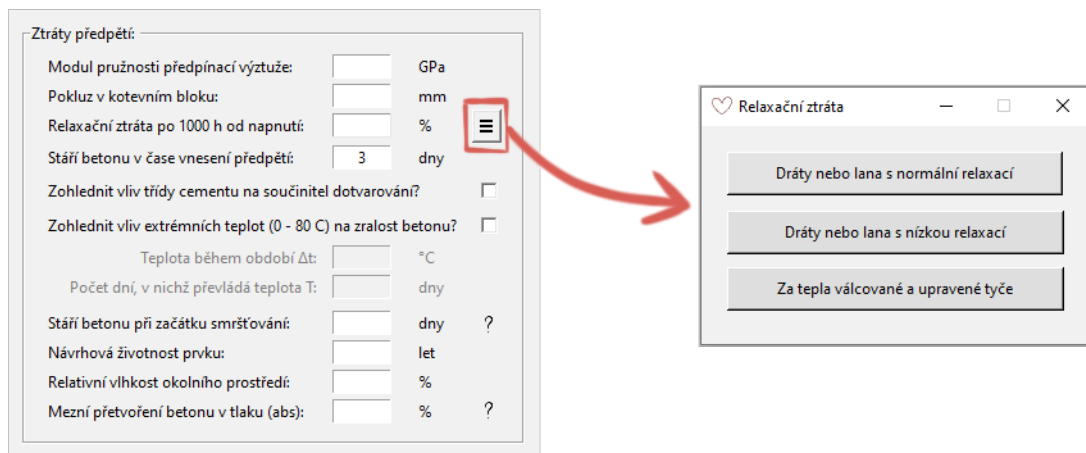 Ztráty předpětí:
Modul pružnosti předpínací výztuže: GPa
Pokluz v kotevním bloku: mm
Relaxační ztráta po 1000 h od napnutí: %
Stáří betonu v čase vnesení předpětí: 3 dny
Zohlednit vliv třídy cementu na součinitel dotvarování?
Zohlednit vliv extrémních teplot (0 - 80 C) na zralost betonu?
Teplota během období Δt: °C
Počet dní, v nichž převládá teplota T: dny
Stáří betonu při začátku smršťování: dny ?
Návrhová životnost prvku: let
Relativní vlhkost okolního prostředí: %
Mezní přetvoření betonu v tlaku (abs): % ?
Relaxační ztráta
Dráty nebo lana s normální relaxací
Dráty nebo lana s nízkou relaxací
Za tepla válcované a upravené tyče